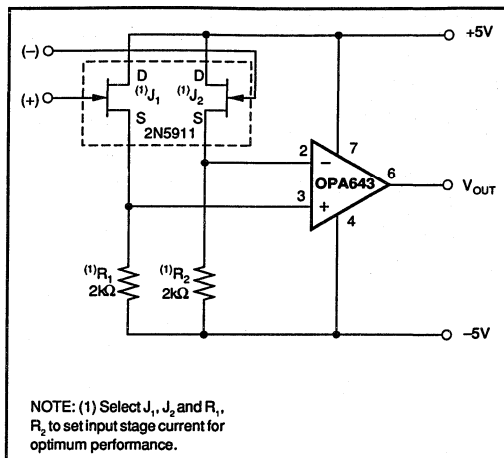 +5V
(–)
D D
(+)
(1)J1 (1)J2
S S
2N5911
2 – 7
OPA643 6 VOUT
3 + 4
(1)R1 (1)R2
2kΩ 2kΩ
–5V
NOTE: (1) Select J1, J2 and R1,
R2 to set input stage current for
optimum performance.